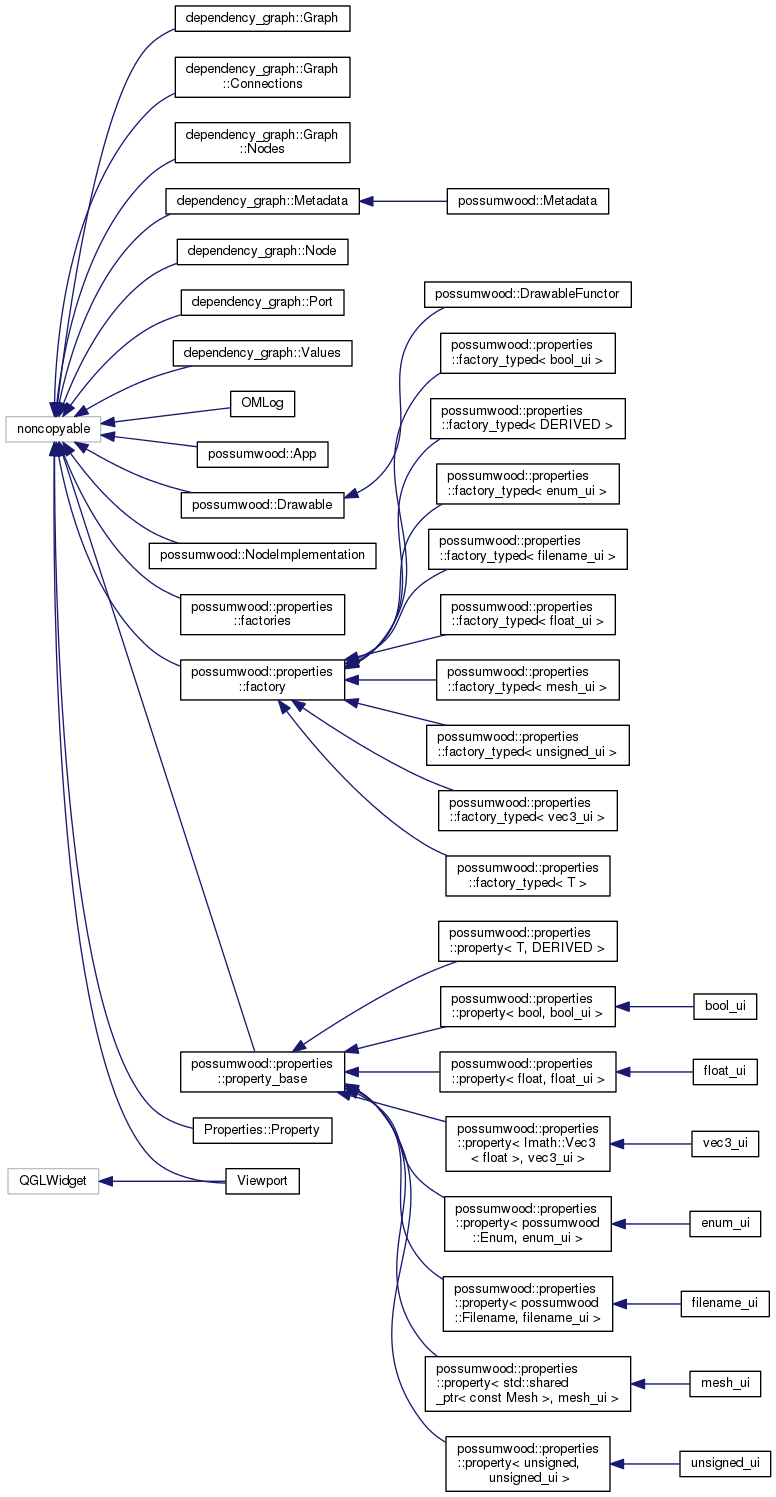 dependency_graph::Graph
dependency_graph::Graph
::Connections
dependency_graph::Graph
::Nodes
dependency_graph::Metadata
possumwood::Metadata
dependency_graph::Node
possumwood::DrawableFunctor
dependency_graph::Port
possumwood::properties
::factory_typed< bool_ui >
dependency_graph::Values
OMLog
possumwood::properties
::factory_typed< DERIVED >
noncopyable
possumwood::App
possumwood::properties
::factory_typed< enum_ui >
possumwood::Drawable
possumwood::properties
::factory_typed< filename_ui >
possumwood::NodeImplementation
possumwood::properties
::factories
possumwood::properties
::factory_typed< float_ui >
possumwood::properties
::factory
possumwood::properties
::factory_typed< mesh_ui >
possumwood::properties
::factory_typed< unsigned_ui >
possumwood::properties
::factory_typed< vec3_ui >
possumwood::properties
::factory_typed< T >
possumwood::properties
::property< T, DERIVED >
possumwood::properties
::property< bool, bool_ui >
bool_ui
possumwood::properties
::property_base
possumwood::properties
::property< float, float_ui >
float_ui
Properties::Property
possumwood::properties
::property< Imath::Vec3
< float >, vec3_ui >
vec3_ui
QGLWidget
Viewport
possumwood::properties
::property< possumwood
::Enum, enum_ui >
enum_ui
possumwood::properties
::property< possumwood
::Filename, filename_ui >
filename_ui
possumwood::properties
::property< std::shared
_ptr< const Mesh >, mesh_ui >
mesh_ui
possumwood::properties
::property< unsigned,
unsigned_ui >
unsigned_ui